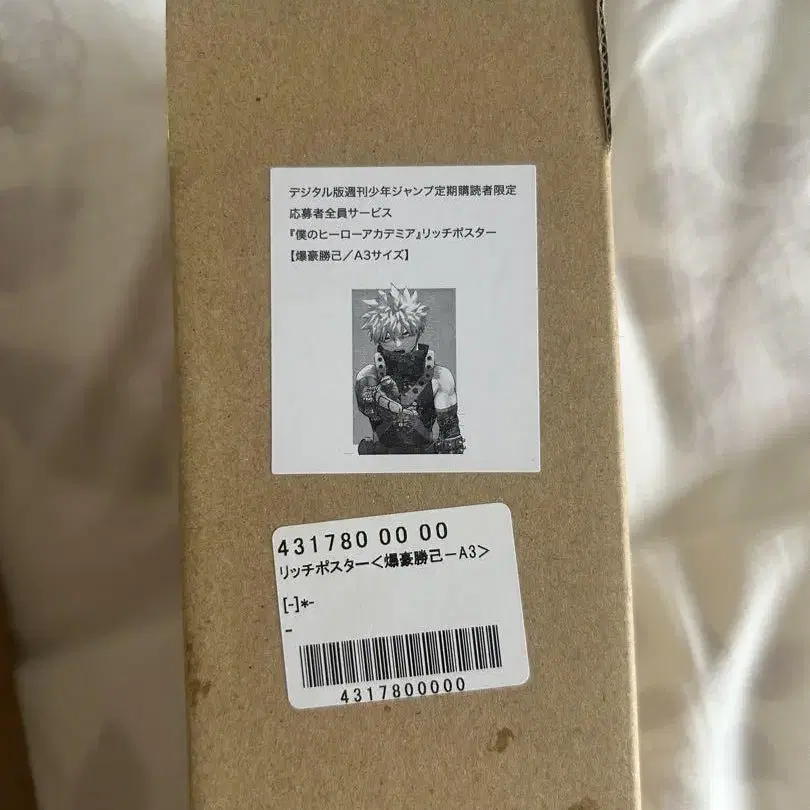 デジタル版週刊少年ジャンプ定期購読者限定
応募者全員サービス
『僕のヒーローアカデミア』リッチポスター
【爆豪勝己／A3サイズ】
431780 00 00
リッチポスター＜爆豪勝己－A3＞
[-]*-
-
4317800000